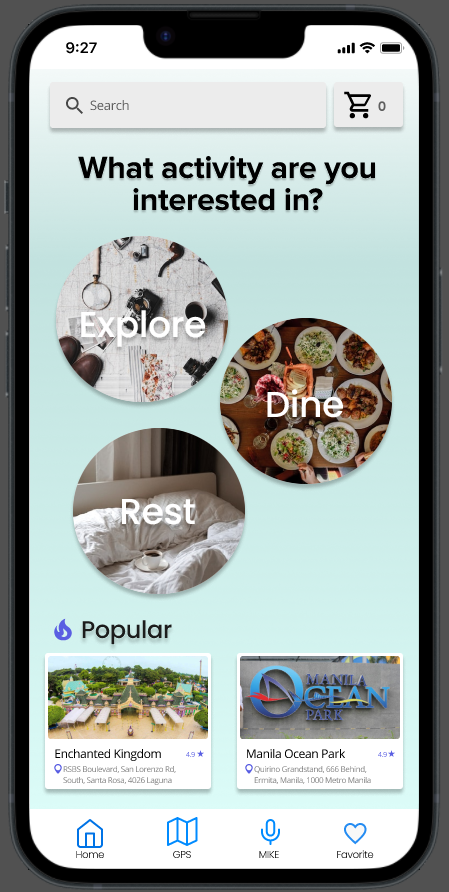 9:27
Search
0
What activity are you
interested in?
Explore
Dine
Rest
Popular
MANILA
OCEAN
PARK
Enchanted Kingdom 4.9
RSBS Boulevard, San Lorenzo Rd,
South, Santa Rosa, 4026 Laguna
Manila Ocean Park 4.9
Quirino Grandstand, 666 Behind,
Ermita, Manila, 1000 Metro Manila
Home
GPS
MIKE
Favorite